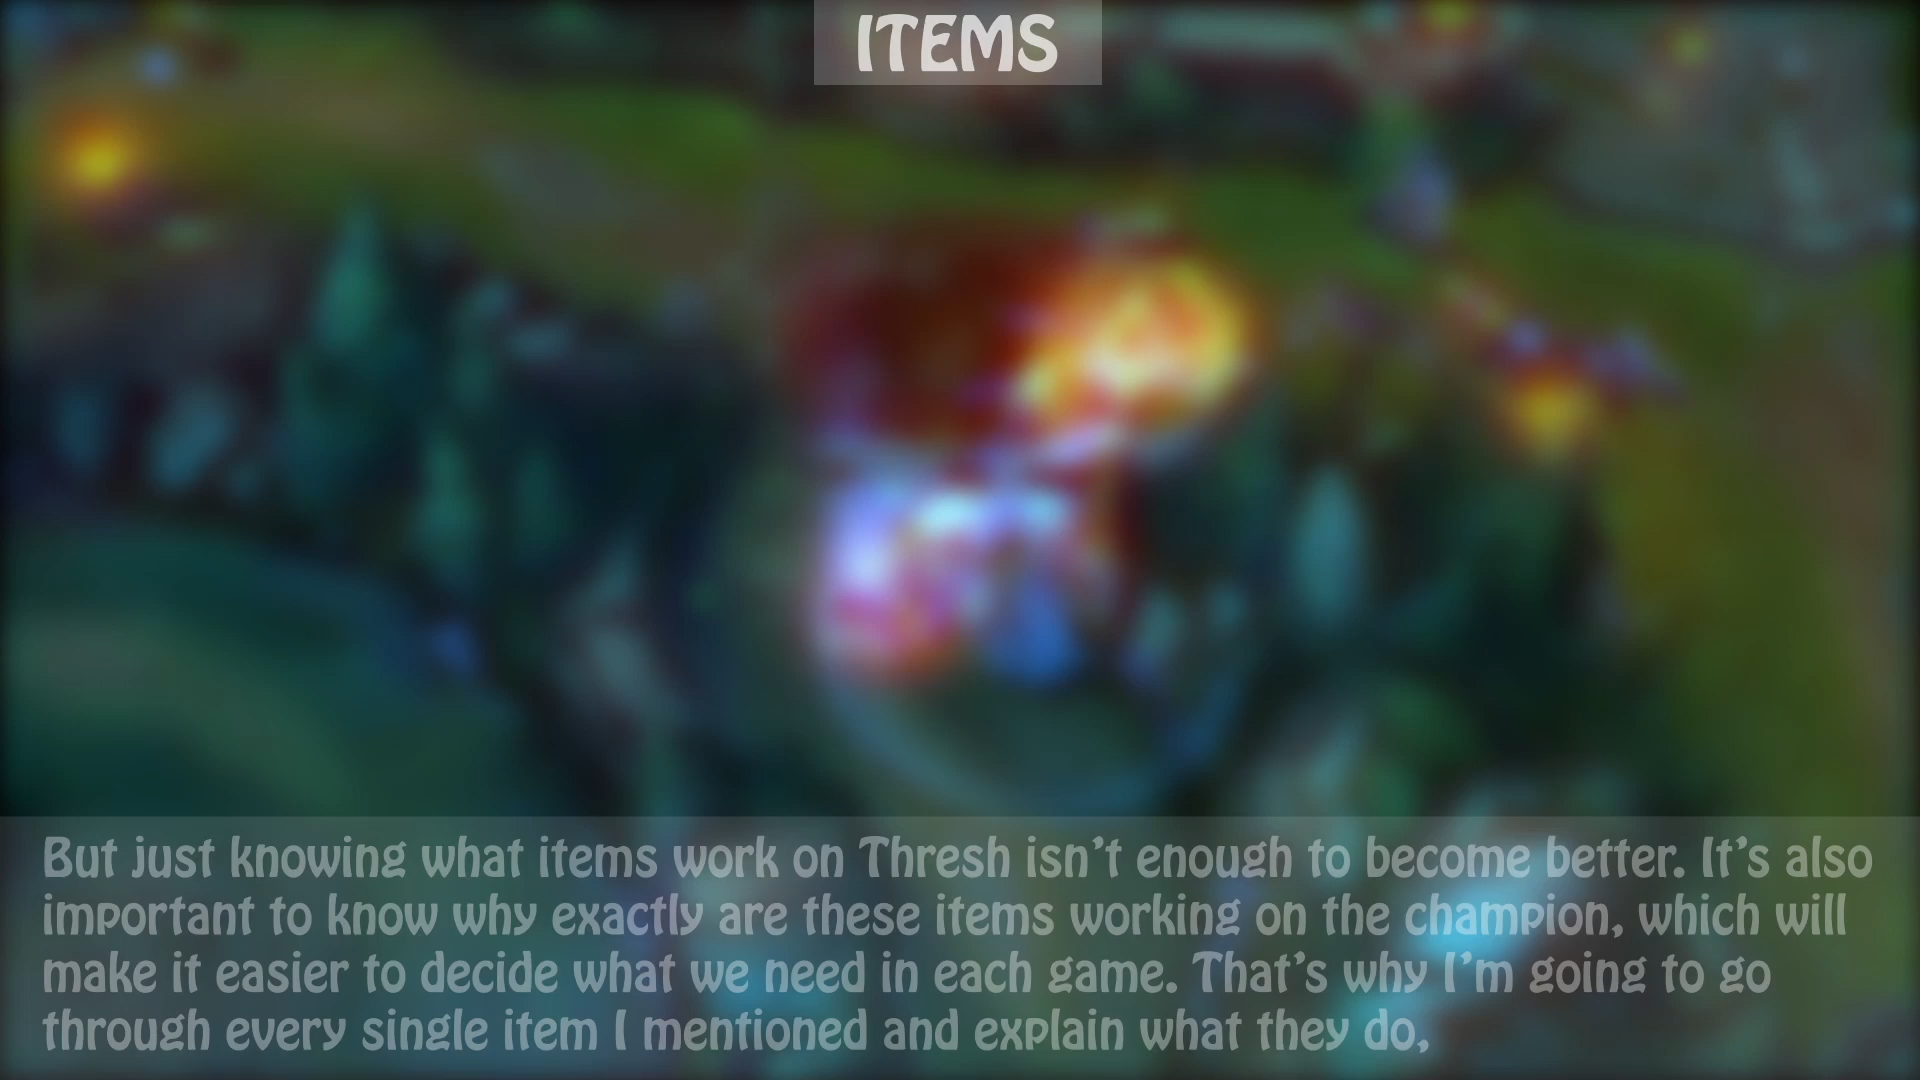 ITEMS
But just knowing what items work on Thresh isn't enough to become better. It's also
important to know why exactly are these items working on the champion, which will
make it easier to decide what we need in each game. That's why I'm going to go
through every single item I mentioned and explain what they do,